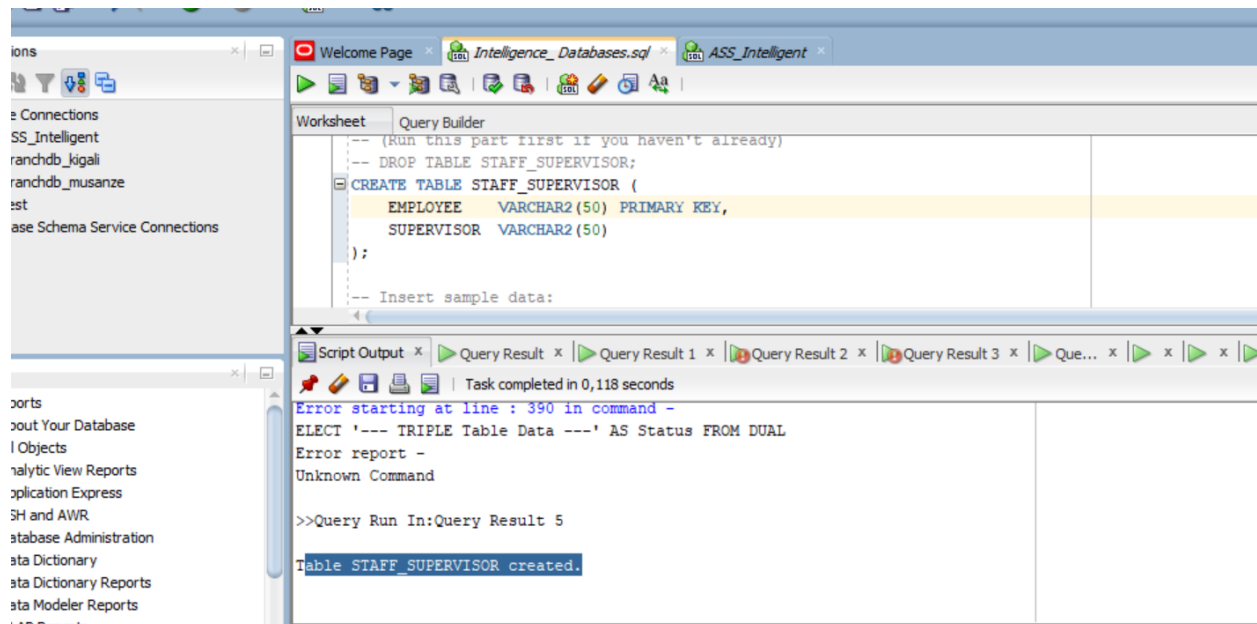 ions
Welcome Page
Intelligence_ Databases.sql
ASS_Intelligent
e Connections
SS_Intelligent
ranchdb_kigali
ranchdb_musanze
est
ase Schema Service Connections
Worksheet
Query Builder
-- (Run this part first if you haven't already)
-- DROP TABLE STAFF_SUPERVISOR;
CREATE TABLE STAFF_SUPERVISOR (
EMPLOYEE VARCHAR2(50) PRIMARY KEY,
SUPERVISOR VARCHAR2(50)
);
-- Insert sample data:
Script Output x Query Result x Query Result 1 x Query Result 2 x Query Result 3 x Que... x
Task completed in 0,118 seconds
ports
bout Your Database
l Objects
nalytic View Reports
pplication Express
SH and AWR
atabase Administration
ata Dictionary
ata Dictionary Reports
ata Modeler Reports
Error starting at line : 390 in command -
ELECT '--- TRIPLE Table Data ---' AS Status FROM DUAL
Error report -
Unknown Command
>>Query Run In:Query Result 5
Table STAFF_SUPERVISOR created.